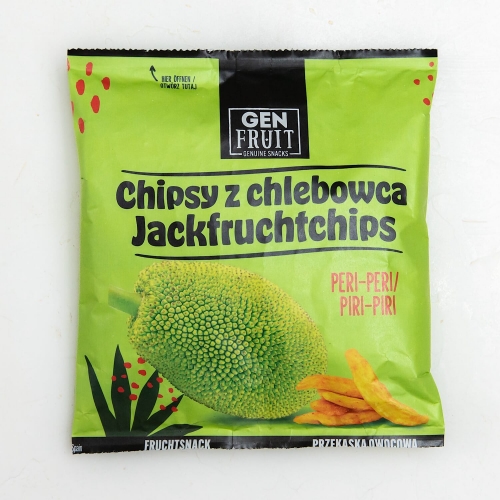 HIER ÖFFNEN /
OTWÓRZ TUTAJ
GEN
FRUIT
GENUINE SNACKS
Chipsy z chlebowca
Jackfruchtchips
PERI-PERI/
PIRI-PIRI
FRUCHTSNACK
PRZEKĄSKA OWOCOWA